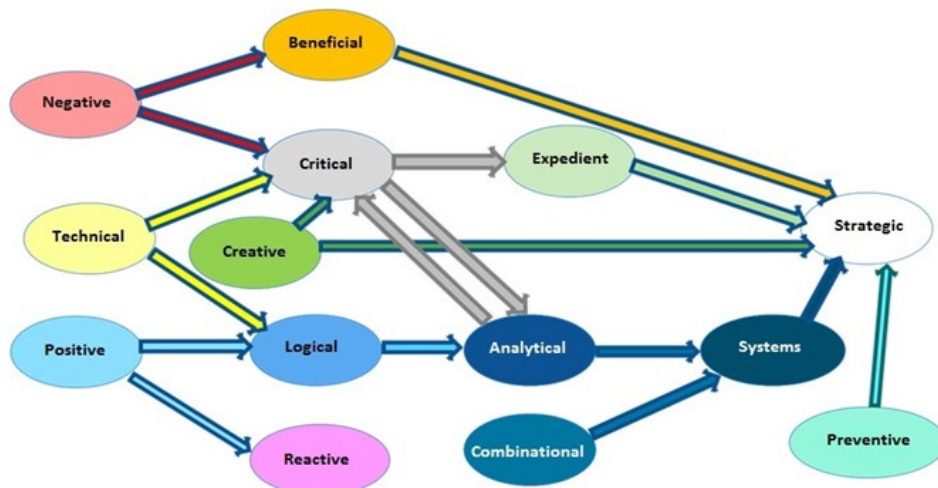 Beneficial
Negative
Critical
Expedient
Technical
Creative
Strategic
Positive
Logical
Analytical
Systems
Reactive
Combinational
Preventive